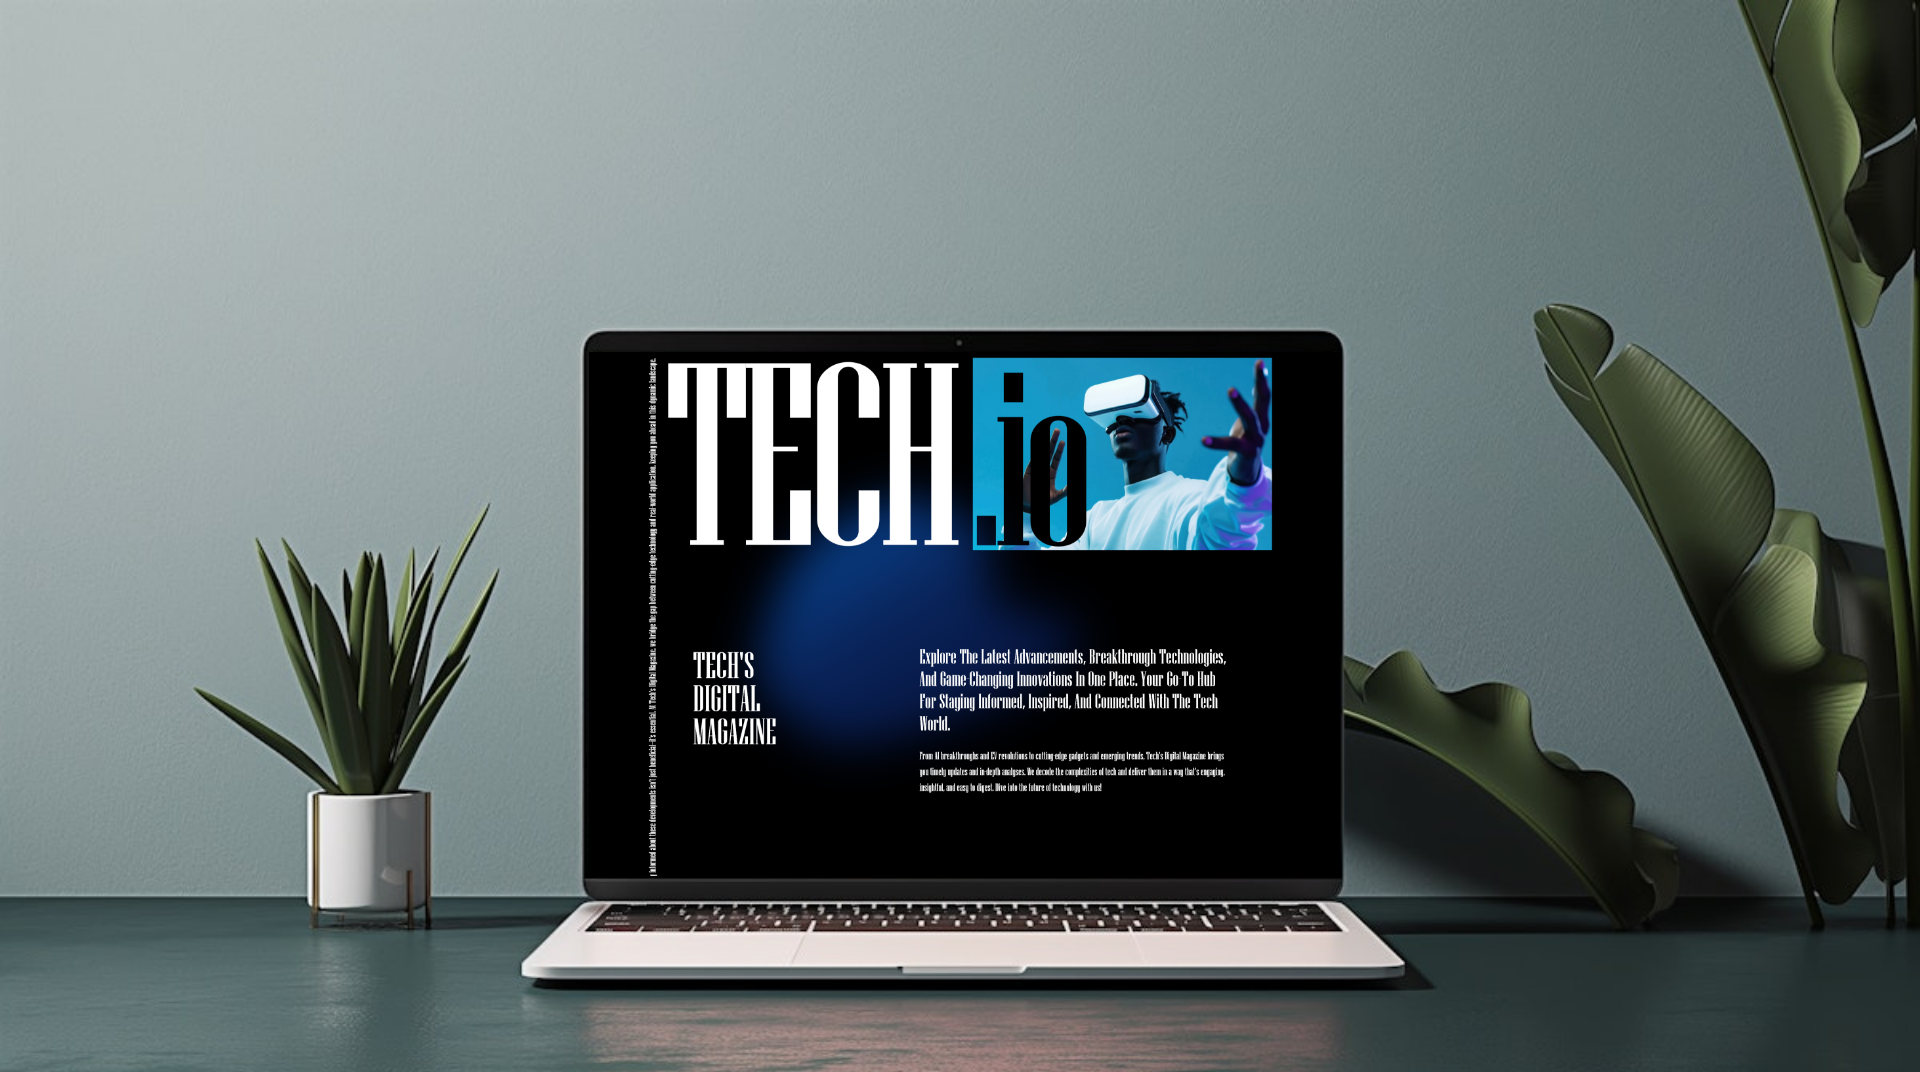 TECH.io
TECH'S
DIGITAL
MAGAZINE
Explore The Latest Advancements, Breakthrough Technologies,
And Game-Changing Innovations In One Place. Your Go-To Hub
For Staying Informed, Inspired, And Connected With The Tech
World.
From AI breakthroughs and EV revolutions to cutting-edge gadgets and emerging trends, Tech's Digital Magazine brings
you timely updates and in-depth analyses. We decode the complexities of tech and deliver them in a way that's engaging,
insightful, and easy to digest. Dive into the future of technology with us!
informed about these developments isn't just beneficial—it's essential. At Tech's Digital Magazine, we bridge the gap between cutting-edge technology and real-world application, keeping you ahead in this dynamic landscape.